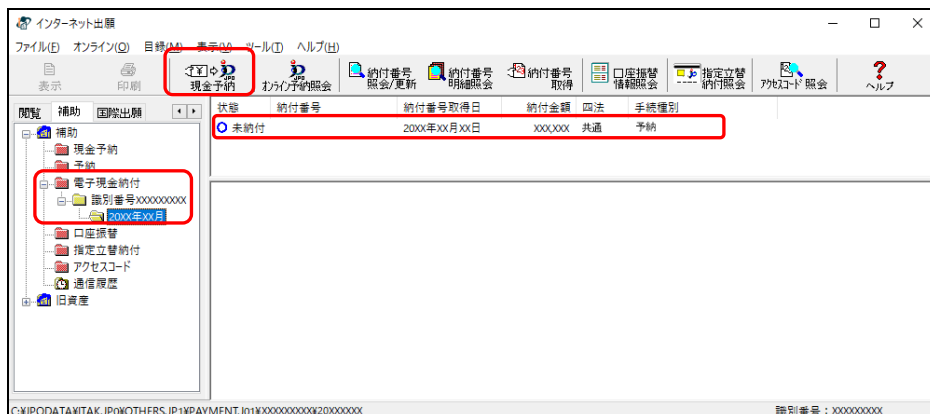 インターネット出願
ファイル(F) オンライン(O) 目録(M) 表示(V) ツール(T) ヘルプ(H)
表示 印刷 現金予納 オンライン予納照会 納付番号照会/更新 納付番号明細照会 納付番号取得 口座振替情報照会 指定立替納付照会 アクセスコード照会 ヘルプ
閲覧 補助 国際出願
状態 納付番号 納付番号取得日 納付金額 四法 手続種別
未納付 20XX年XX月XX日 XXX,XXX 共通 予納
補助
現金予納
予納
電子現金納付
識別番号XXXXXXXXX
20XX年XX月
口座振替
指定立替納付
アクセスコード
通信履歴
旧資産
C:¥JPODATA¥ITAK.JP0¥OTHERS.JP1¥PAYMENT.J01¥XXXXXXXXX¥20XXXXXX 識別番号:XXXXXXXXX